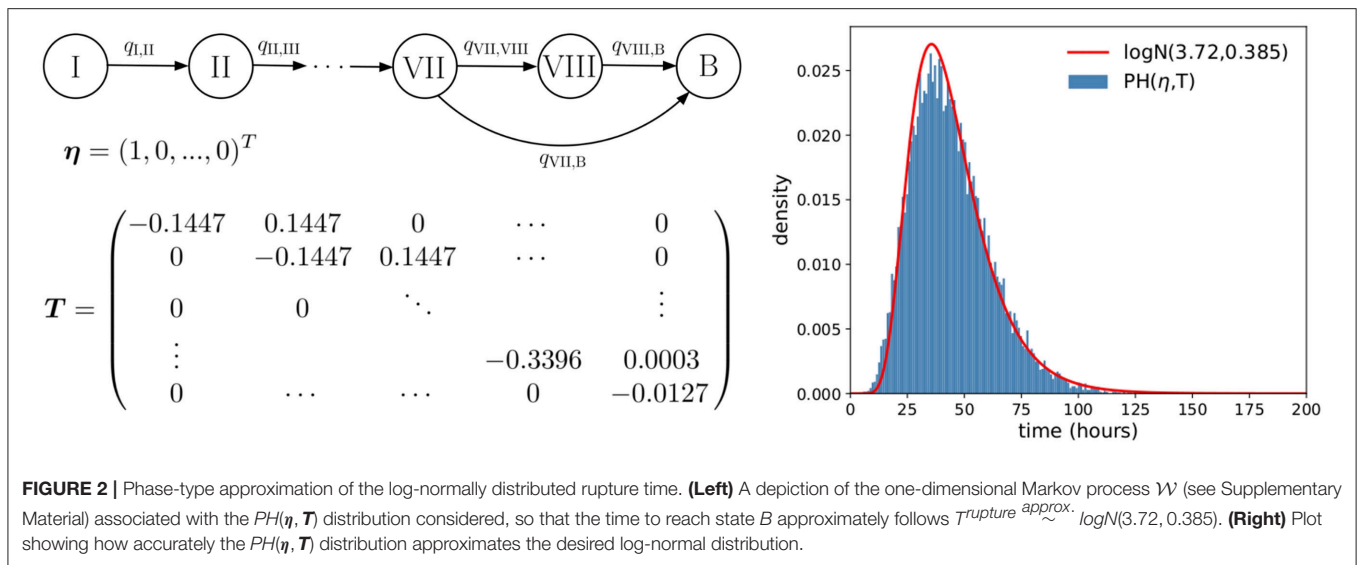 I q_{I,II} II q_{II,III} · · · VII q_{VII,VIII} VIII q_{VIII,B} B
q_{VII,B}
η = (1, 0, ..., 0)^T
T =
−0.1447 0.1447 0 ⋯ 0
0 −0.1447 0.1447 ⋯ 0
0 0 ⋱ ⋮
⋮ −0.3396 0.0003
0 ⋯ ⋯ 0 −0.0127
logN(3.72,0.385)
PH(η,T)
density
0.025
0.020
0.015
0.010
0.005
0.000
0 25 50 75 100 125 150 175 200
time (hours)
FIGURE 2 | Phase-type approximation of the log-normally distributed rupture time. (Left) A depiction of the one-dimensional Markov process 𝒲 (see Supplementary
Material) associated with the PH(η, T) distribution considered, so that the time to reach state B approximately follows T^{rupture} \overset{approx.}{∼} logN(3.72, 0.385). (Right) Plot
showing how accurately the PH(η, T) distribution approximates the desired log-normal distribution.